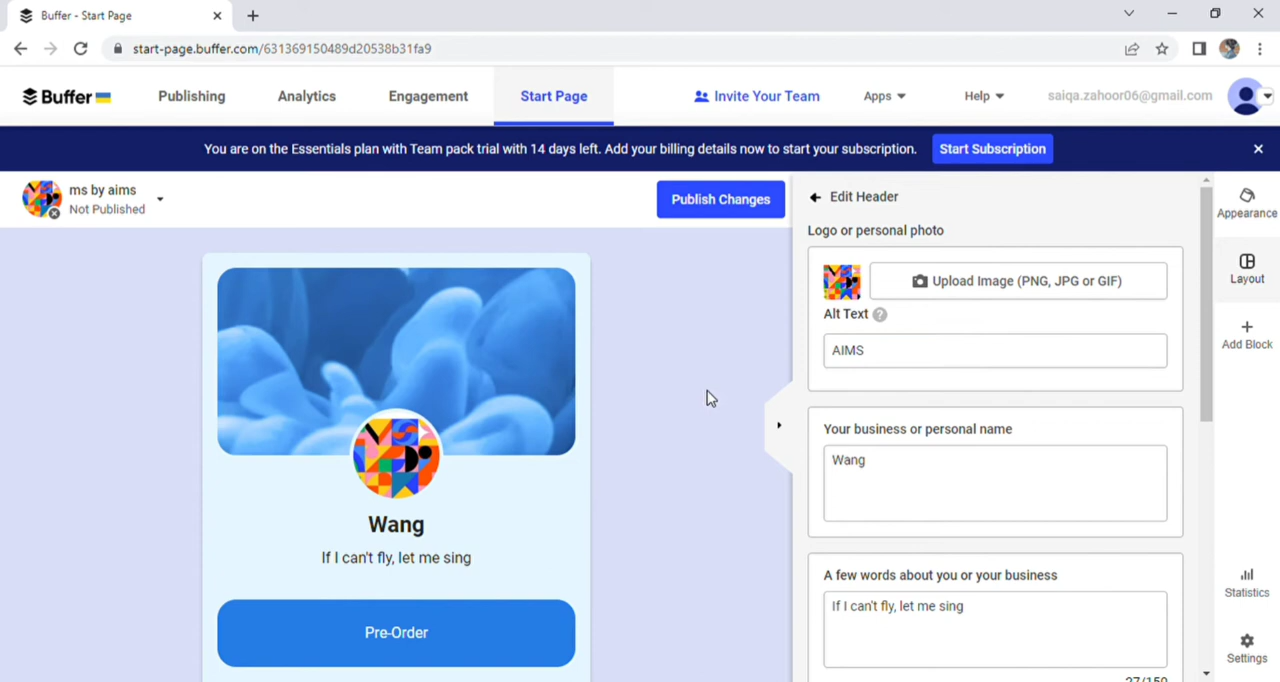 Buffer - Start Page
start-page.buffer.com/631369150489d20538b31fa9
Buffer
Publishing
Analytics
Engagement
Start Page
Invite Your Team
Apps
Help
saiqa.zahoor06@gmail.com
You are on the Essentials plan with Team pack trial with 14 days left. Add your billing details now to start your subscription.
Start Subscription
ms by aims
Not Published
Publish Changes
Wang
If I can't fly, let me sing
Pre-Order
Edit Header
Logo or personal photo
Upload Image (PNG, JPG or GIF)
Alt Text ?
AIMS
Your business or personal name
Wang
A few words about you or your business
If I can't fly, let me sing
27/150
Appearance
Layout
Add Block
Statistics
Settings